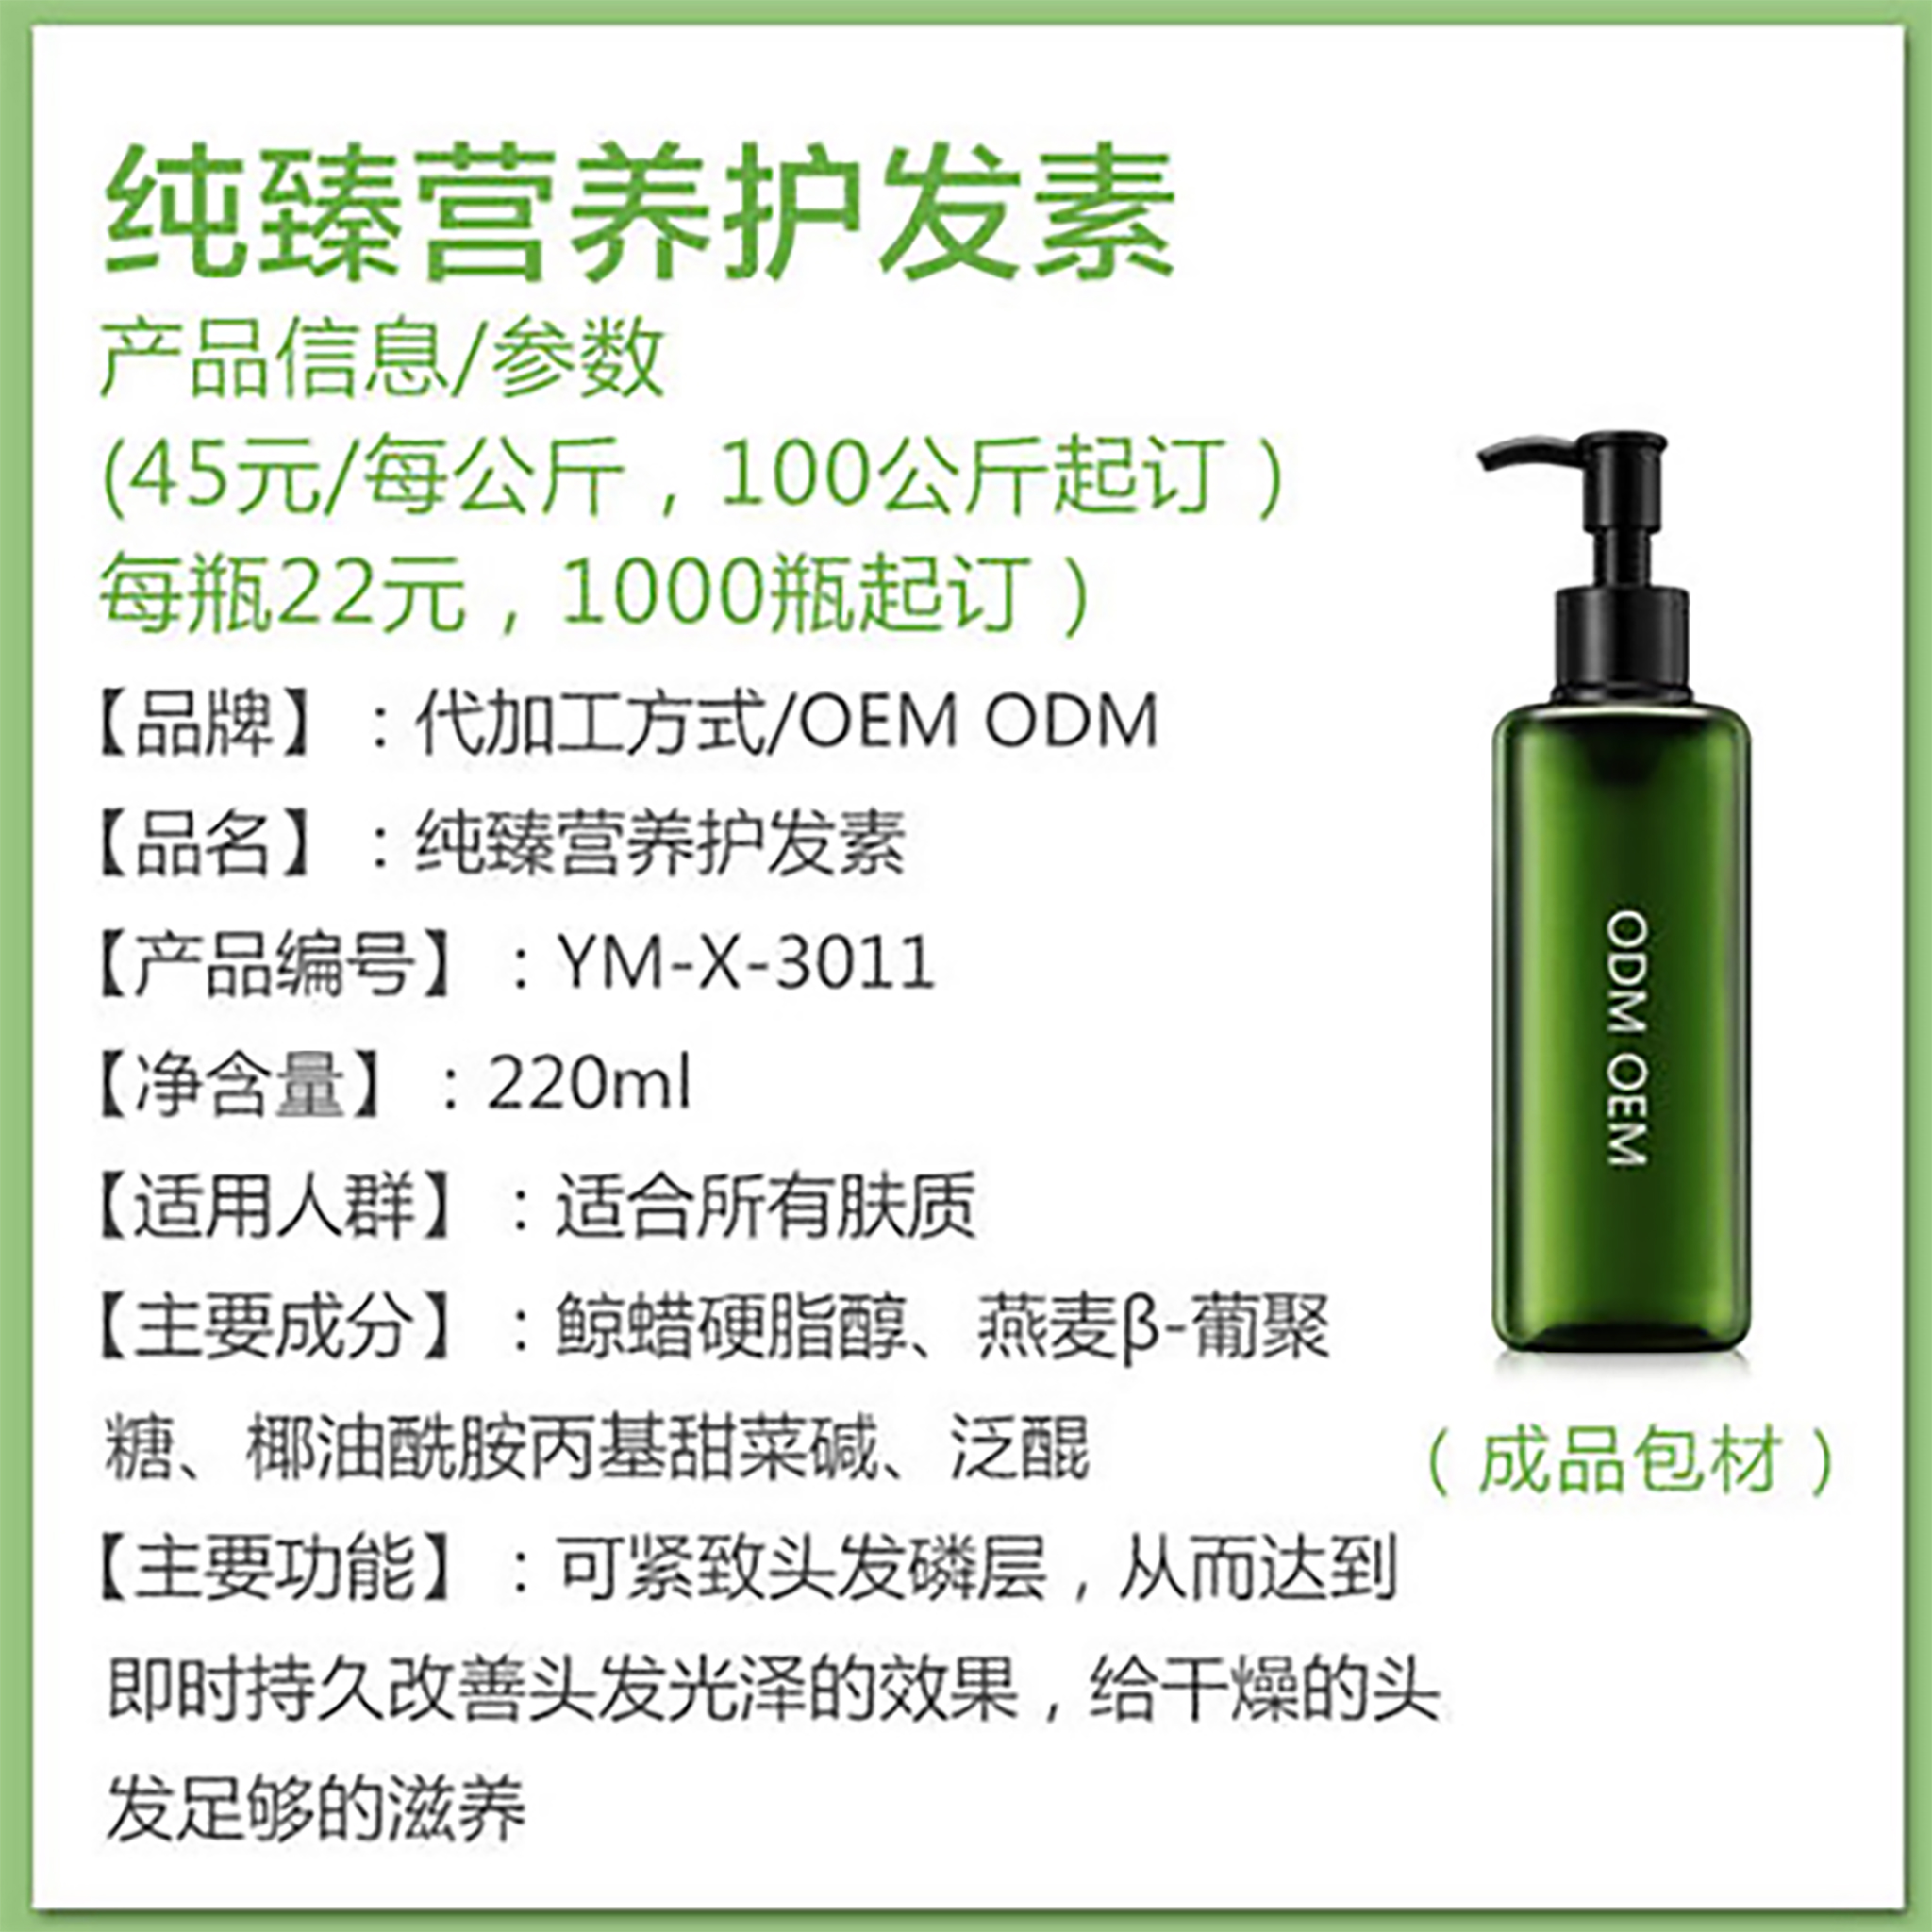 纯臻营养护发素
产品信息/参数
(45元/每公斤，100公斤起订）
每瓶22元，1000瓶起订）
【品牌】：代加工方式/OEM ODM
【品名】：纯臻营养护发素
【产品编号】：YM-X-3011
【净含量】：220ml
【适用人群】：适合所有肤质
【主要成分】：鲸蜡硬脂醇、燕麦β-葡聚
糖、椰油酰胺丙基甜菜碱、泛醌
【主要功能】：可紧致头发磷层，从而达到
即时持久改善头发光泽的效果，给干燥的头
发足够的滋养
ODM OEM
（成品包材）